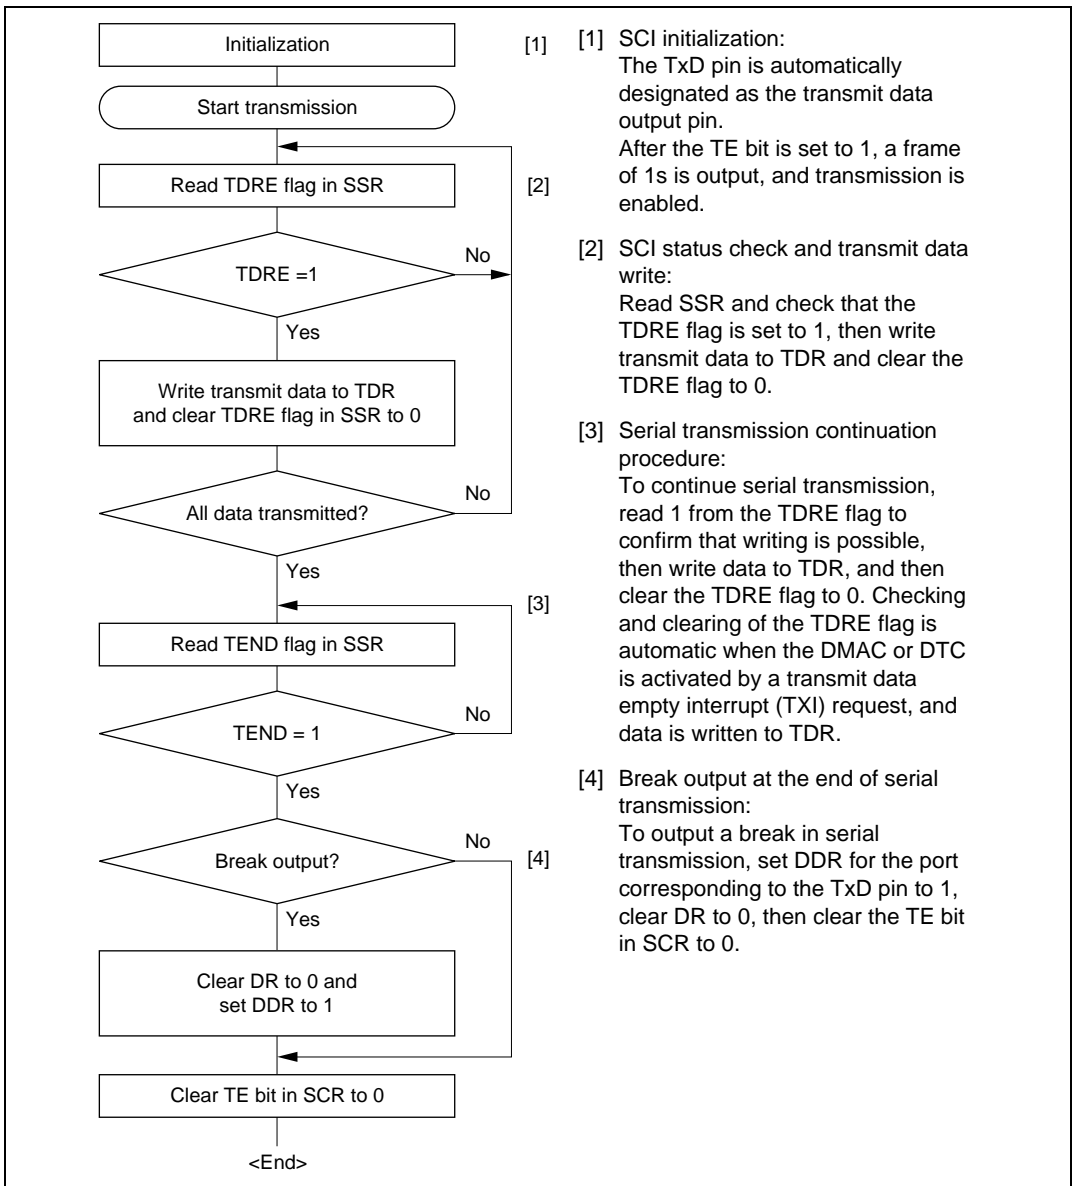 Initialization
[1]
Start transmission
Read TDRE flag in SSR
[2]
TDRE =1
No
Yes
Write transmit data to TDR
and clear TDRE flag in SSR to 0
All data transmitted?
No
Yes
[3]
Read TEND flag in SSR
TEND = 1
No
Yes
Break output?
No
[4]
Yes
Clear DR to 0 and
set DDR to 1
Clear TE bit in SCR to 0
<End>
[1] SCI initialization:
The TxD pin is automatically
designated as the transmit data
output pin.
After the TE bit is set to 1, a frame
of 1s is output, and transmission is
enabled.
[2] SCI status check and transmit data
write:
Read SSR and check that the
TDRE flag is set to 1, then write
transmit data to TDR and clear the
TDRE flag to 0.
[3] Serial transmission continuation
procedure:
To continue serial transmission,
read 1 from the TDRE flag to
confirm that writing is possible,
then write data to TDR, and then
clear the TDRE flag to 0. Checking
and clearing of the TDRE flag is
automatic when the DMAC or DTC
is activated by a transmit data
empty interrupt (TXI) request, and
data is written to TDR.
[4] Break output at the end of serial
transmission:
To output a break in serial
transmission, set DDR for the port
corresponding to the TxD pin to 1,
clear DR to 0, then clear the TE bit
in SCR to 0.